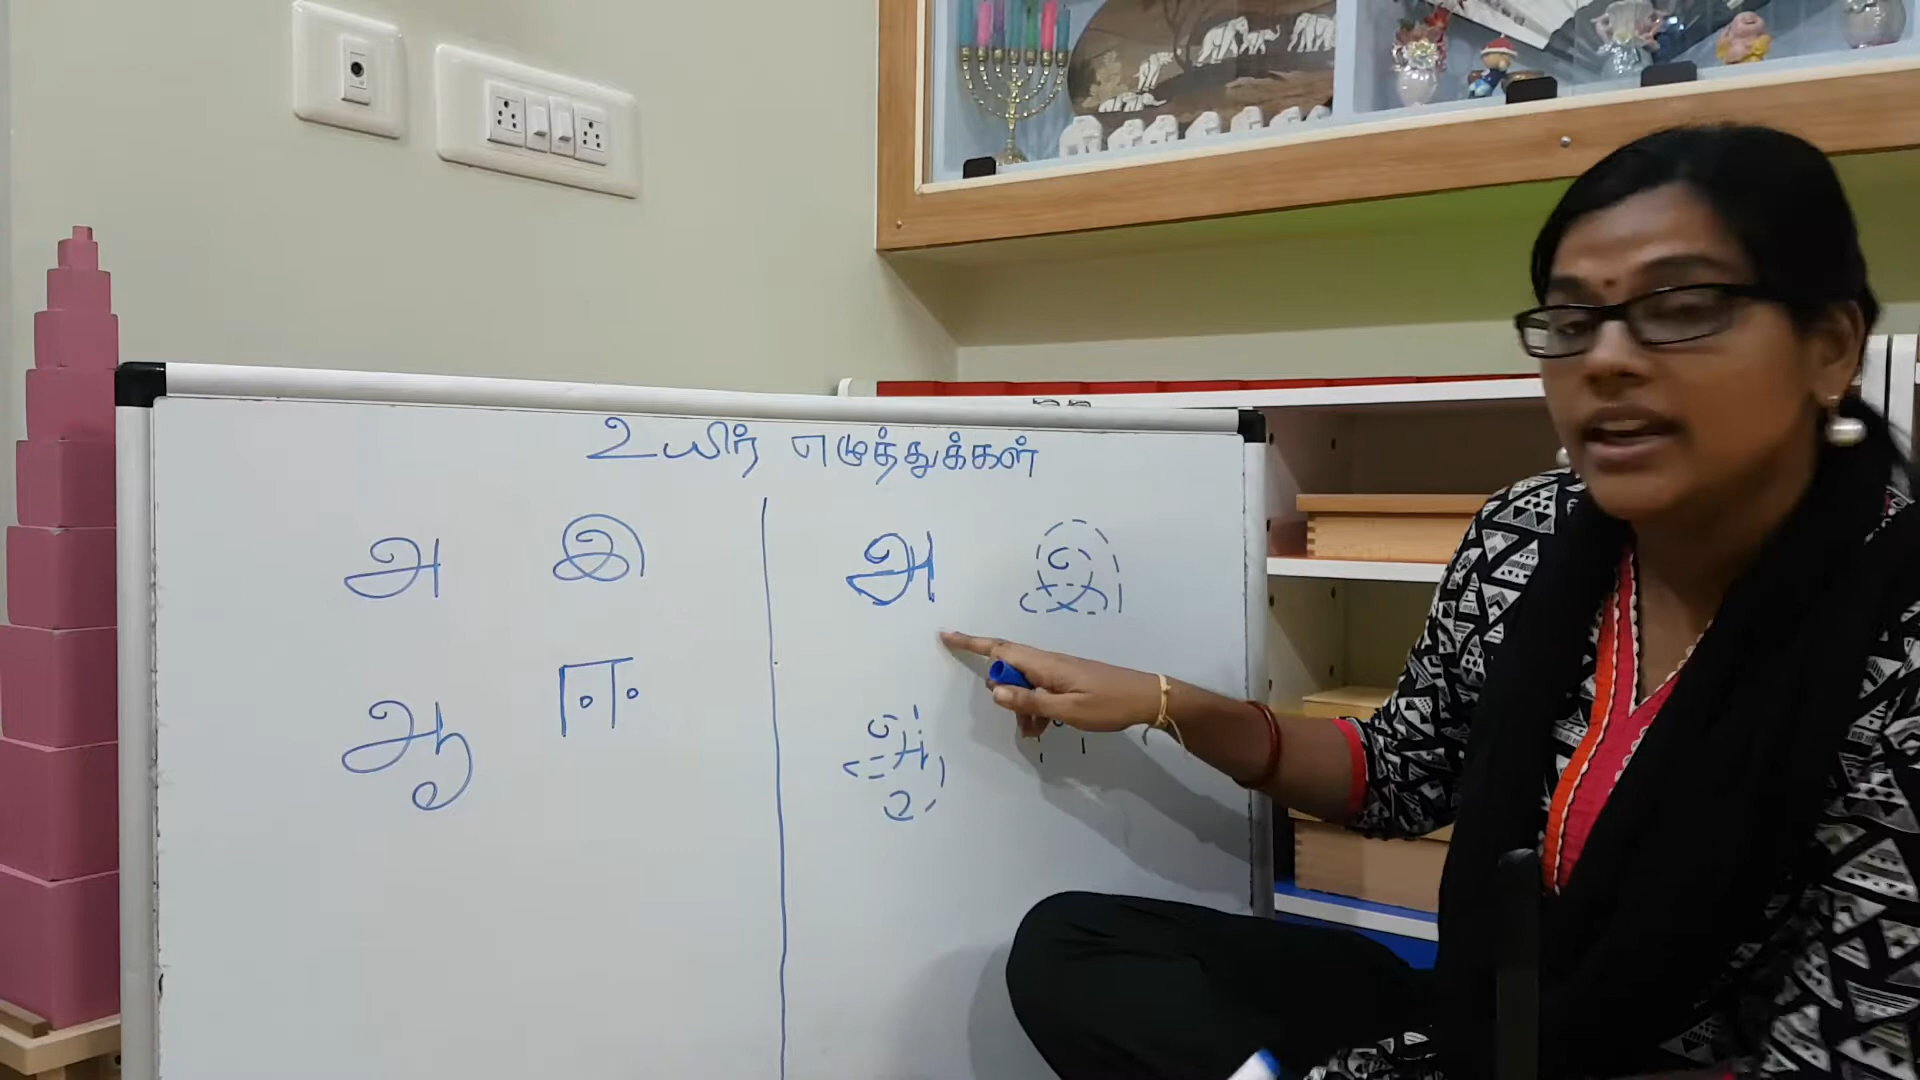 உயிர் எழுத்துக்கள்
அ இ அ இ
ஆ ஈ ஆ